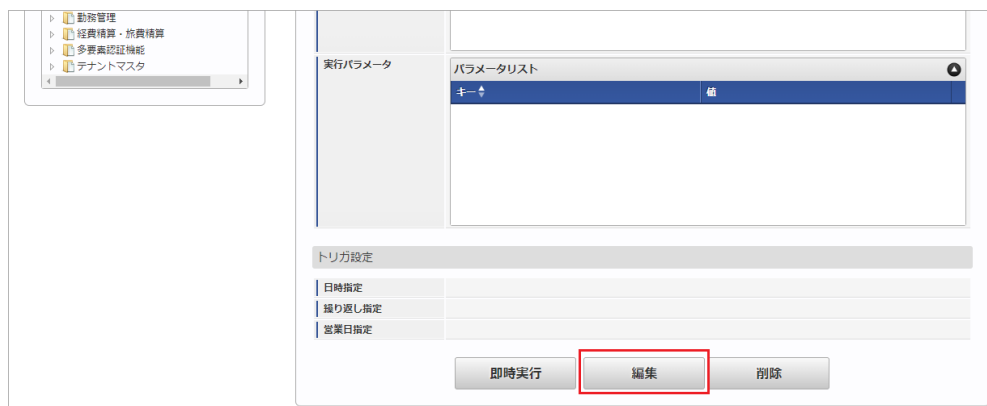 勤務管理
経費精算・旅費精算
多要素認証機能
テナントマスタ
実行パラメータ
パラメータリスト
キー 値
トリガ設定
日時指定
繰り返し指定
営業日指定
即時実行 編集 削除